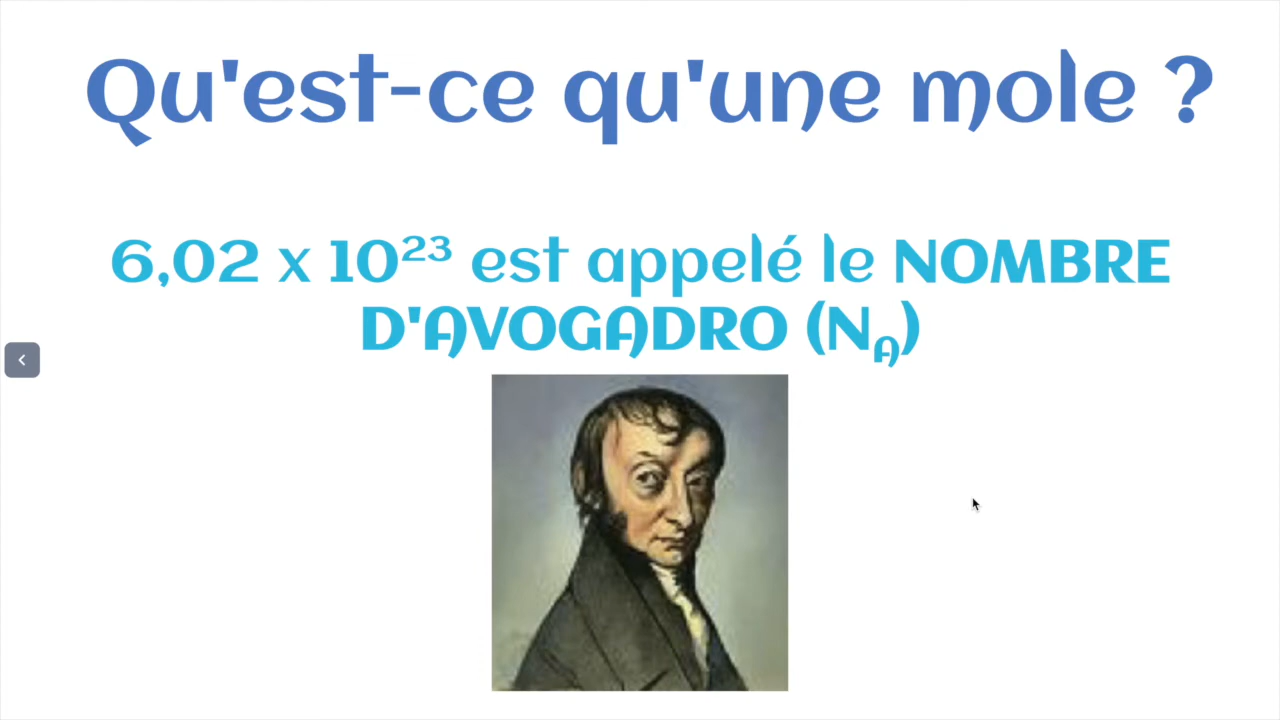 Qu'est-ce qu'une mole ?
6,02 x 10²³ est appelé le NOMBRE
D'AVOGADRO (N_A)